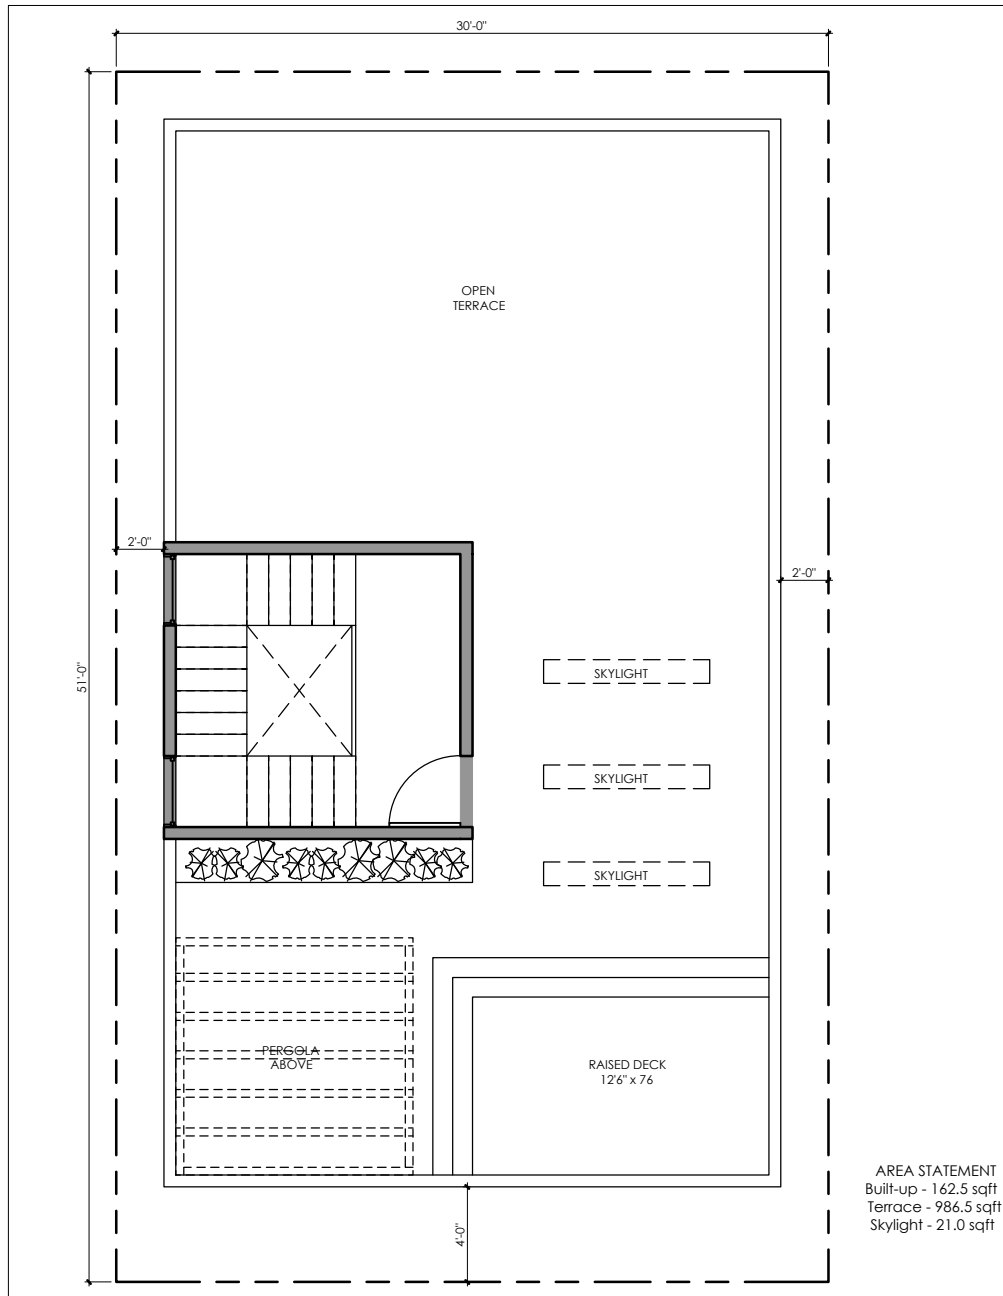 30'-0"
OPEN
TERRACE
2'-0"
2'-0"
51'-0"
SKYLIGHT
SKYLIGHT
SKYLIGHT
PERGOLA
ABOVE
RAISED DECK
12'6" x 76
AREA STATEMENT
Built-up - 162.5 sqft
Terrace - 986.5 sqft
Skylight - 21.0 sqft
4'-0"